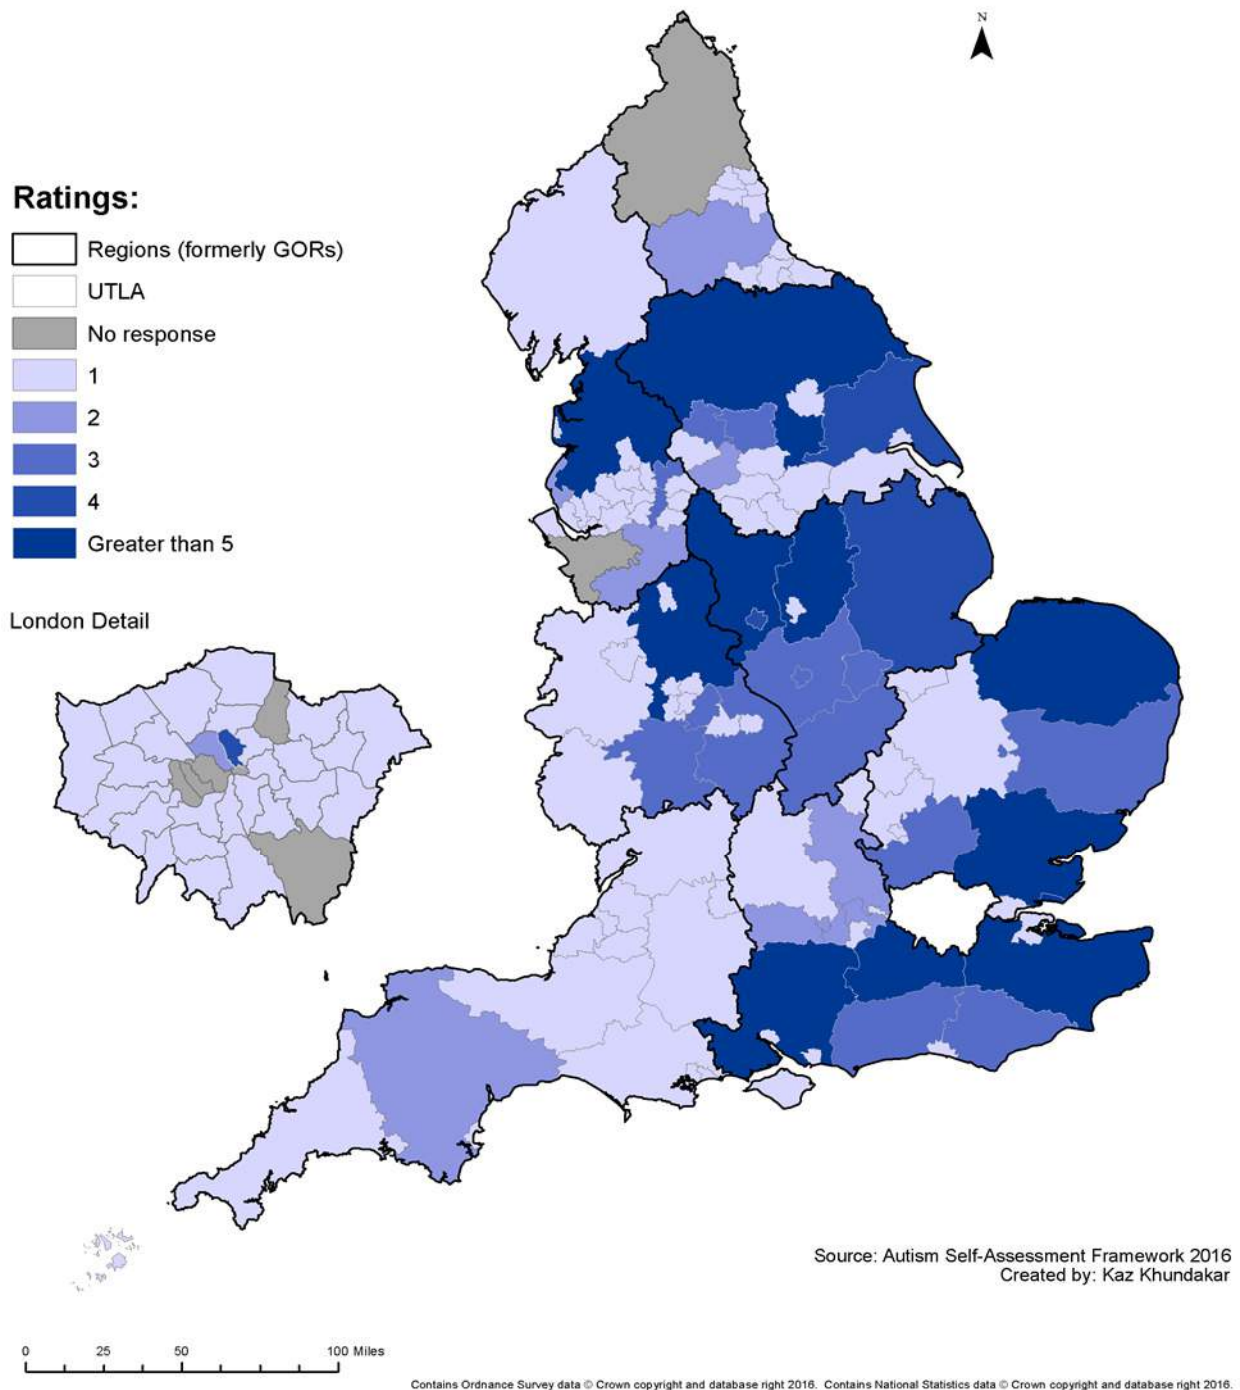 N
Ratings:
Regions (formerly GORs)
UTLA
No response
1
2
3
4
Greater than 5
London Detail
Source: Autism Self-Assessment Framework 2016
Created by: Kaz Khundakar
0 25 50 100 Miles
Contains Ordnance Survey data © Crown copyright and database right 2016. Contains National Statistics data © Crown copyright and database right 2016.